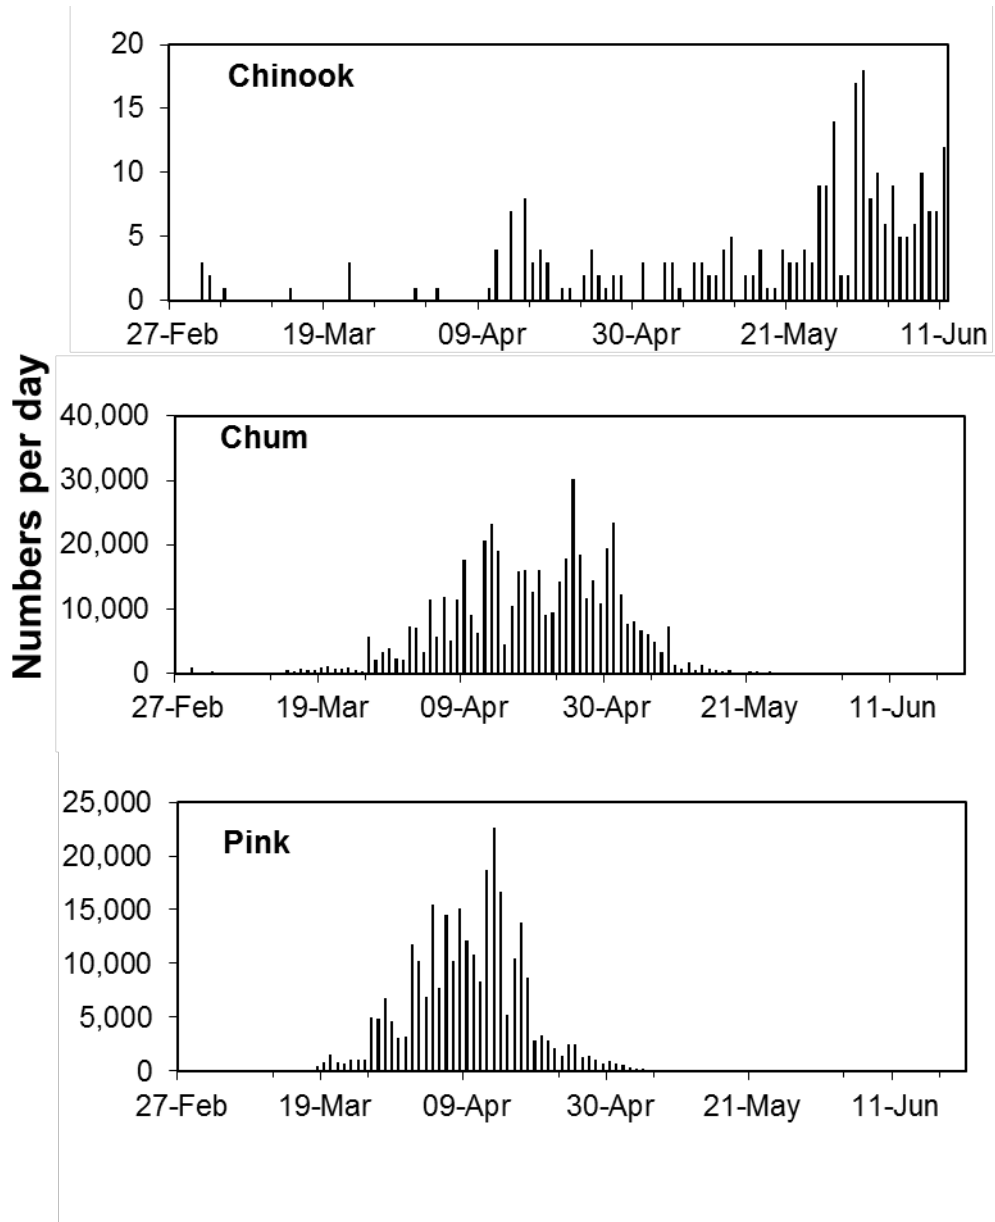 Numbers per day
Chinook
20
15
10
5
0
27-Feb 19-Mar 09-Apr 30-Apr 21-May 11-Jun
Chum
40,000
30,000
20,000
10,000
0
27-Feb 19-Mar 09-Apr 30-Apr 21-May 11-Jun
Pink
25,000
20,000
15,000
10,000
5,000
0
27-Feb 19-Mar 09-Apr 30-Apr 21-May 11-Jun